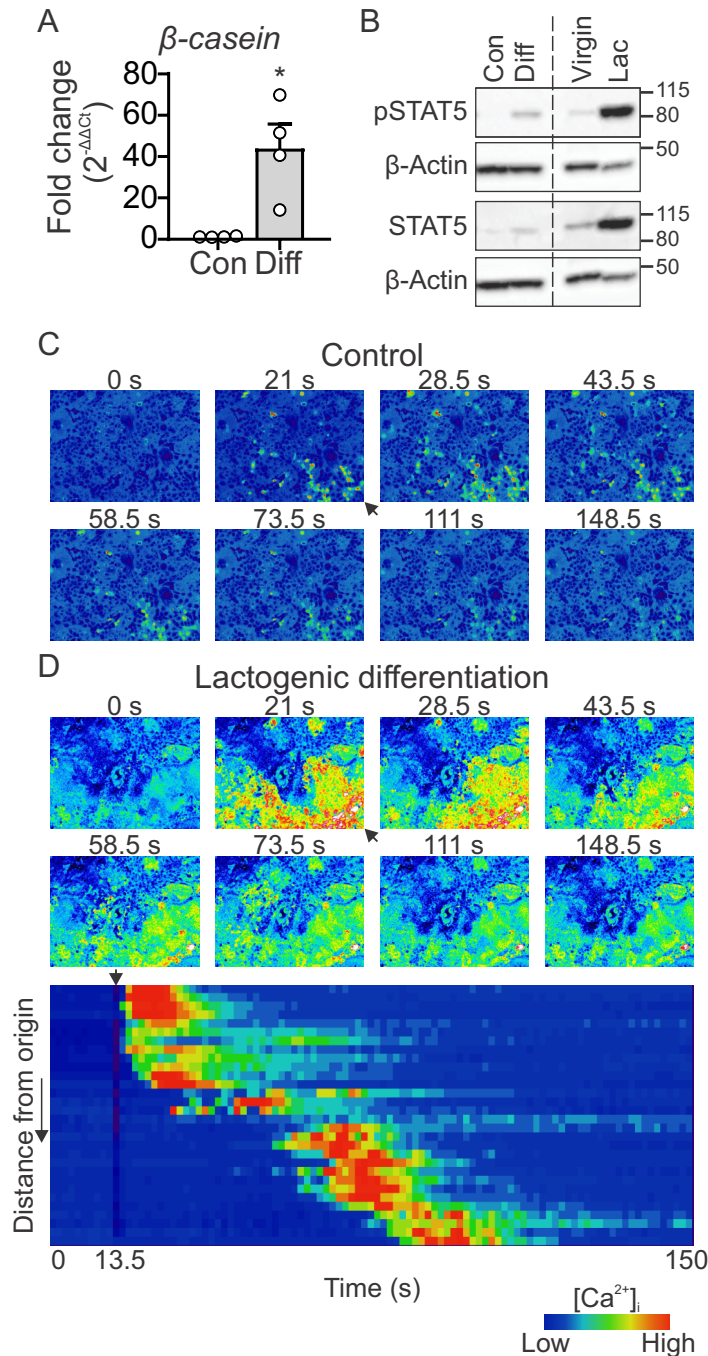 A
β-casein
Fold change
(2⁻ΔΔCt)
80
60
40
20
0
*
Con Diff
B
Con
Diff
Virgin
Lac
pSTAT5
115
80
β-Actin
50
STAT5
115
80
β-Actin
50
C
Control
0 s 21 s 28.5 s 43.5 s
58.5 s 73.5 s 111 s 148.5 s
D
Lactogenic differentiation
0 s 21 s 28.5 s 43.5 s
58.5 s 73.5 s 111 s 148.5 s
Distance from origin
0 13.5 150
Time (s)
[Ca²⁺]ᵢ
Low High